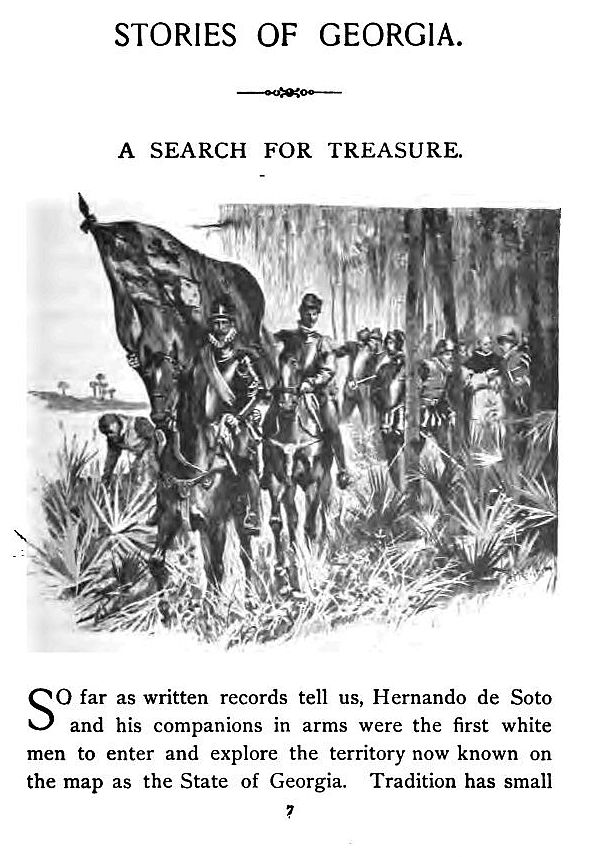 STORIES OF GEORGIA.
A SEARCH FOR TREASURE.
SO far as written records tell us, Hernando de Soto
and his companions in arms were the first white
men to enter and explore the territory now known on
the map as the State of Georgia. Tradition has small
7